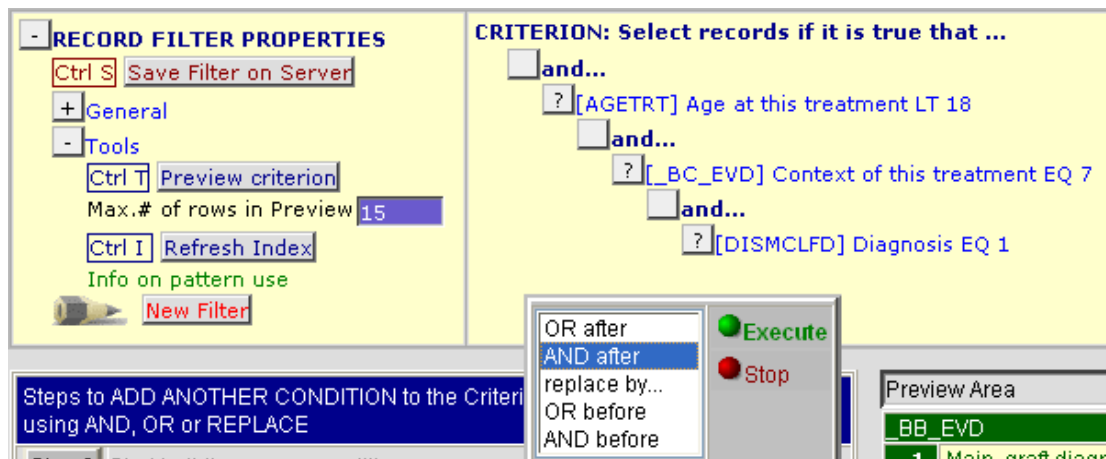 - RECORD FILTER PROPERTIES
Ctrl S Save Filter on Server
+ General
- Tools
Ctrl T Preview criterion
Max.# of rows in Preview 15
Ctrl I Refresh Index
Info on pattern use
New Filter
CRITERION: Select records if it is true that ...
and...
? [AGETRT] Age at this treatment LT 18
and...
? [_BC_EVD] Context of this treatment EQ 7
and...
? [DISMCLFD] Diagnosis EQ 1
OR after
AND after
replace by...
OR before
AND before
Execute
Stop
Steps to ADD ANOTHER CONDITION to the Criteri
using AND, OR or REPLACE
Preview Area
_BB_EVD
1 Main graft diagn